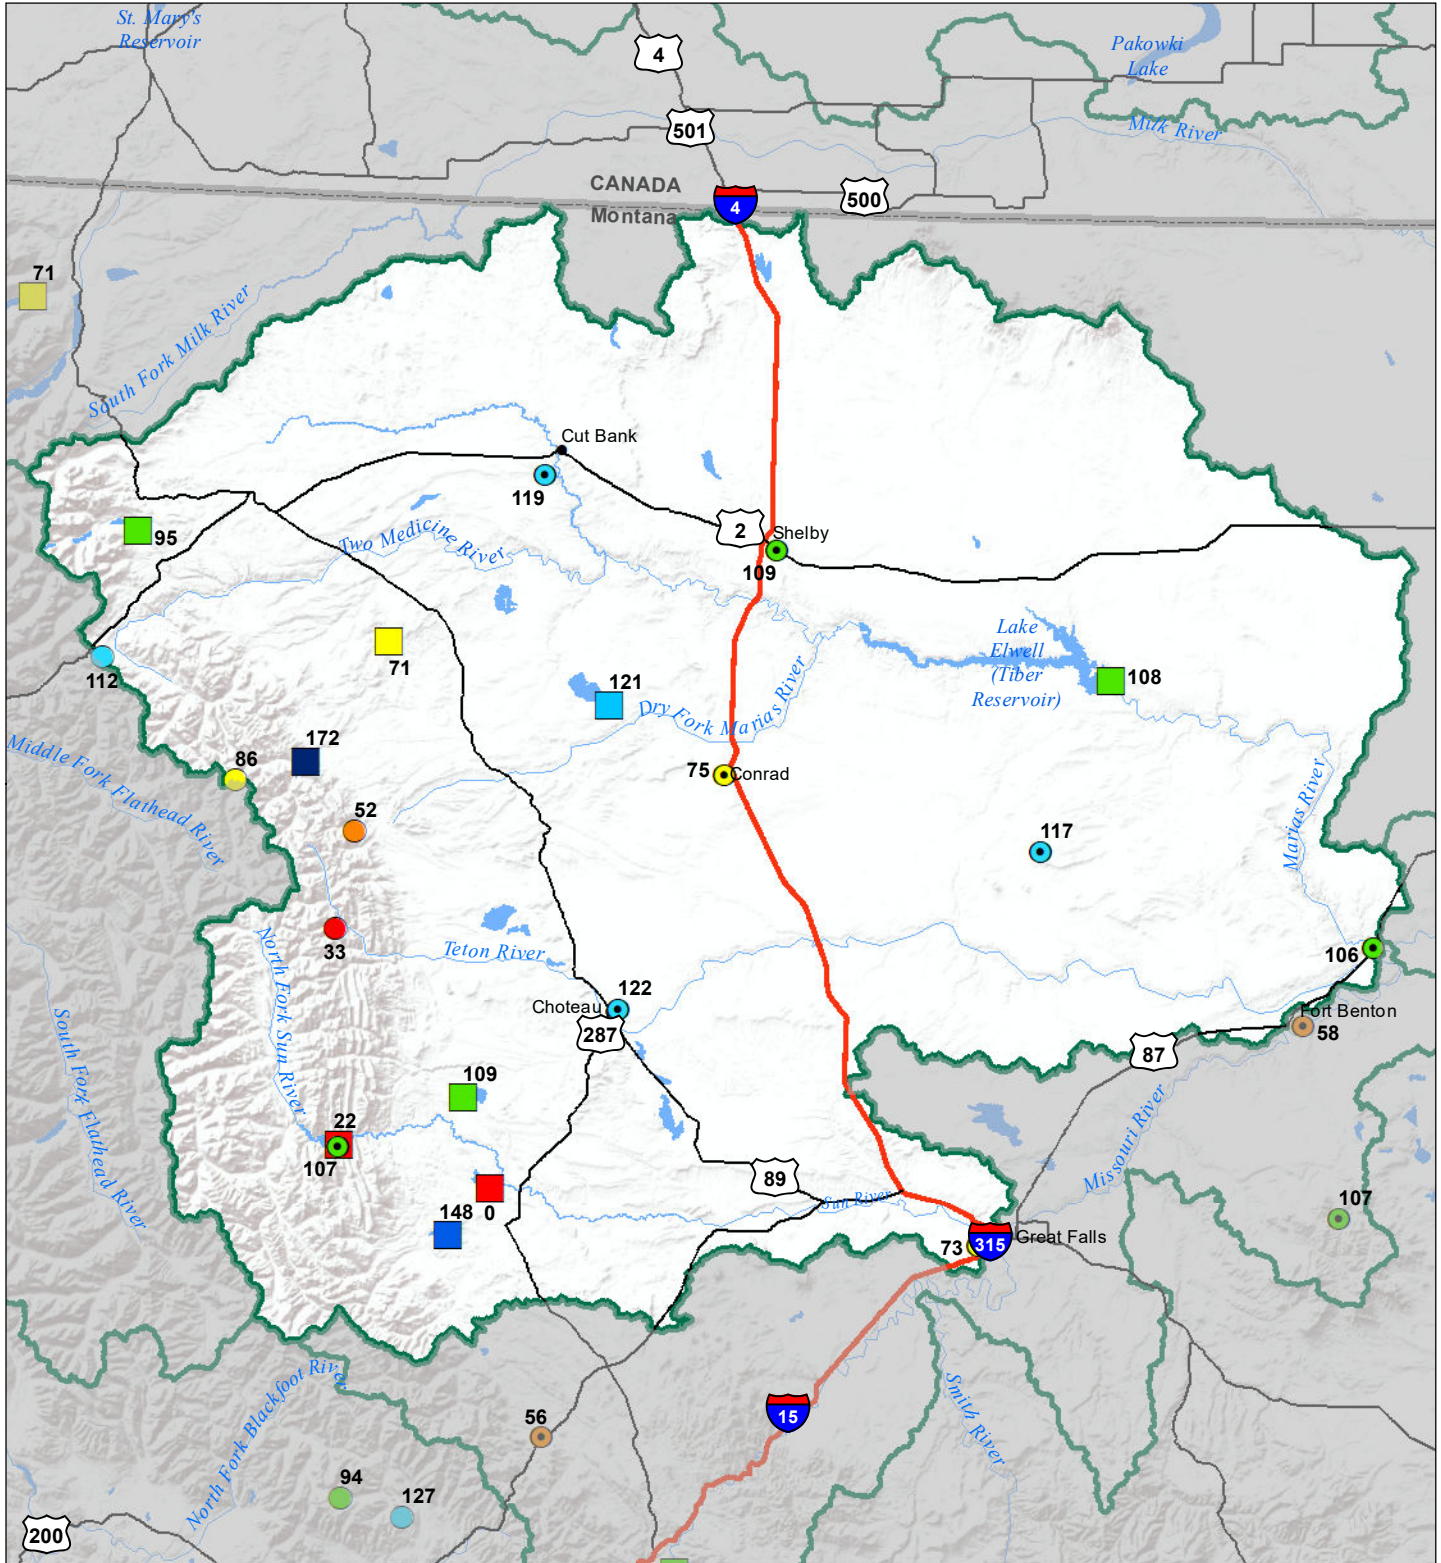 St. Mary's
Reservoir
4
Pakowki
Lake
501
Milk River
CANADA
Montana
4
500
71
South Fork Milk River
Cut Bank
119
95
Two Medicine River
2
Shelby
109
Lake
Elwell
(Tiber
Reservoir)
71
112
121
108
Dry Fork Marias River
172
Middle Fork Flathead River
86
75
Conrad
52
117
Marias River
33
North Fork Sun River
Teton River
106
122
Choteau
287
Fort Benton
58
87
South Fork Flathead River
109
22
107
Missouri River
89
Sun River
148
0
107
73
315
Great Falls
North Fork Blackfoot River
15
Smith River
56
94
127
200